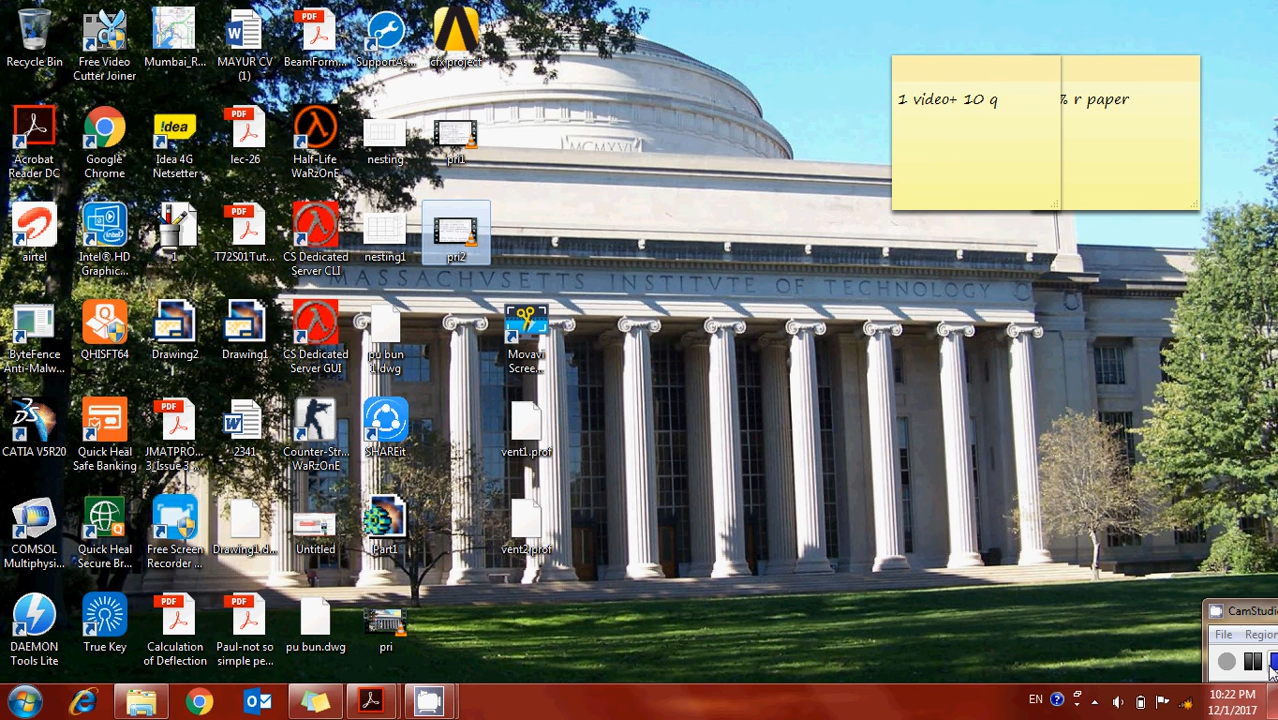 Recycle Bin
Free Video
Cutter Joiner
Mumbai_R...
MAYUR CV
(1)
BeamForm...
SupportAs...
cfx project
Acrobat
Reader DC
Google
Chrome
!dea
Idea 4G
Netsetter
lec-26
Half-Life
WaRzOnE
nesting
pri1
airtel
Intel® HD
Graphic...
1
T72S01Tut...
CS Dedicated
Server CLI
nesting1
pri2
ByteFence
Anti-Malw...
QHISFT64
Drawing2
Drawing1
CS Dedicated
Server GUI
pu bun
1.dwg
Movavi
Scree...
CATIA V5R20
Quick Heal
Safe Banking
JMATPRO...
3_Issue 3...
2341
Counter-Str...
WaRzOnE
SHAREit
vent1.prof
COMSOL
Multiphysi...
Quick Heal
Secure Br...
Free Screen
Recorder ...
Drawing1.d...
Untitled
Part1
vent2.prof
DAEMON
Tools Lite
True Key
Calculation
of Deflection
Paul-not so
simple pe...
pu bun.dwg
pri
1 video+ 10 q
% r paper
MCMXVI
MASSACHVSETTS INSTITVTE OF TECHNOLOGY
CamStudio
File Region
EN
10:22 PM
12/1/2017